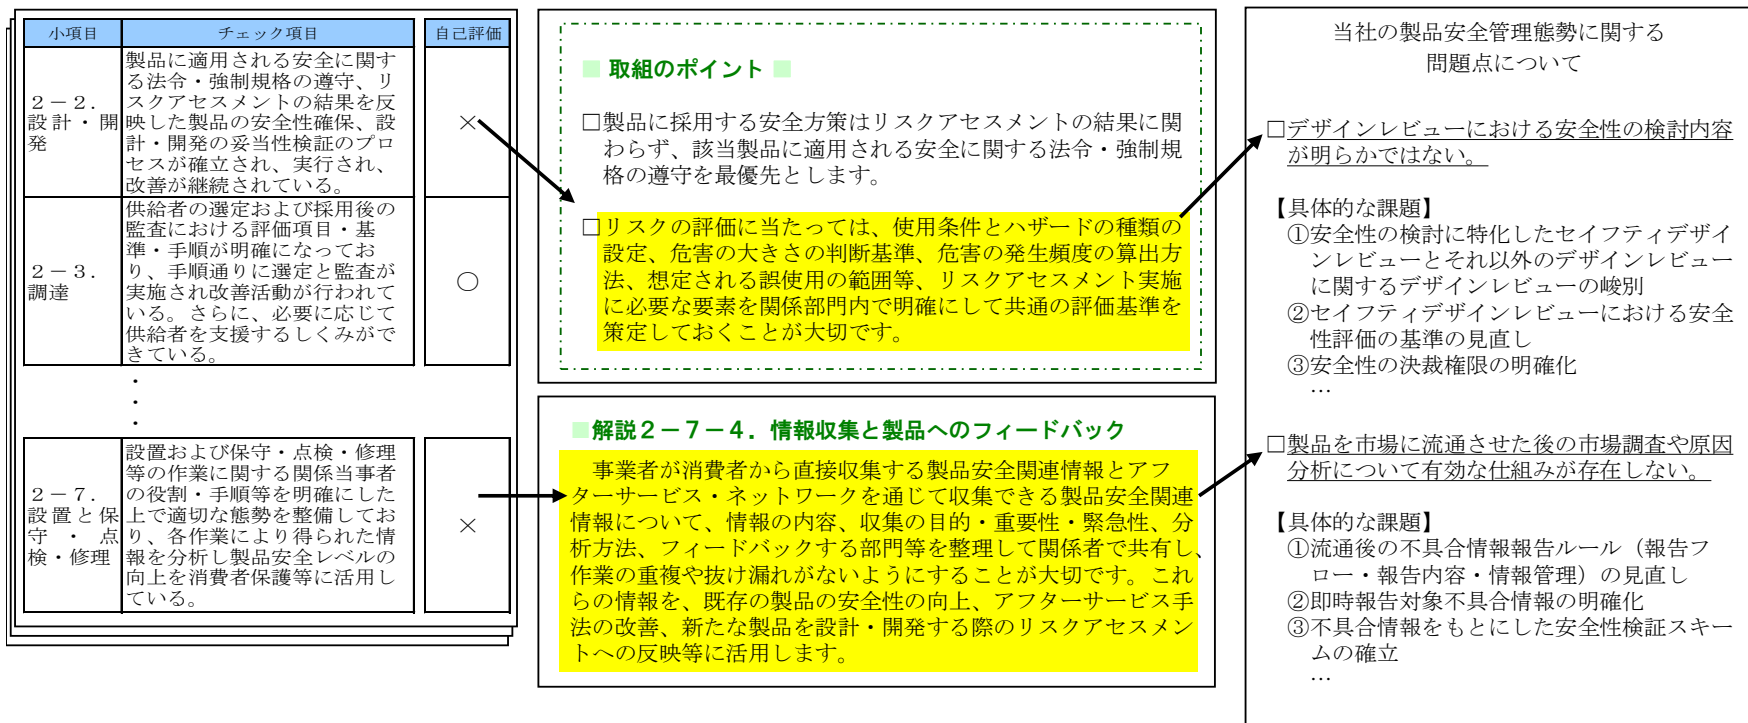 小項目
チェック項目
自己評価
２－２．
設計・開
発
製品に適用される安全に関す
る法令・強制規格の遵守、リ
スクアセスメントの結果を反
映した製品の安全性確保、設
計・開発の妥当性検証のプロ
セスが確立され、実行され、
改善が継続されている。
×
２－３．
調達
供給者の選定および採用後の
監査における評価項目・基
準・手順が明確になってお
り、手順通りに選定と監査が
実施され改善活動が行われて
いる。さらに、必要に応じて
供給者を支援するしくみがで
きている。
○
・
・
・
２－７．
設置と保
守・点
検・修理
設置および保守・点検・修理
等の作業に関する関係当事者
の役割・手順等を明確にした
上で適切な態勢を整備してお
り、各作業により得られた情
報を分析し製品安全レベルの
向上を消費者保護等に活用し
ている。
×
■ 取組のポイント ■
□製品に採用する安全方策はリスクアセスメントの結果に関
わらず、該当製品に適用される安全に関する法令・強制規
格の遵守を最優先とします。
□リスクの評価に当たっては、使用条件とハザードの種類の
設定、危害の大きさの判断基準、危害の発生頻度の算出方
法、想定される誤使用の範囲等、リスクアセスメント実施
に必要な要素を関係部門内で明確にして共通の評価基準を
策定しておくことが大切です。
■解説２－７－４．情報収集と製品へのフィードバック
事業者が消費者から直接収集する製品安全関連情報とアフ
ターサービス・ネットワークを通じて収集できる製品安全関連
情報について、情報の内容、収集の目的・重要性・緊急性、分
析方法、フィードバックする部門等を整理して関係者で共有し、
作業の重複や抜け漏れがないようにすることが大切です。これ
らの情報を、既存の製品の安全性の向上、アフターサービス手
法の改善、新たな製品を設計・開発する際のリスクアセスメン
トへの反映等に活用します。
当社の製品安全管理態勢に関する
問題点について
□デザインレビューにおける安全性の検討内容
が明らかではない。
【具体的な課題】
①安全性の検討に特化したセイフティデザイ
ンレビューとそれ以外のデザインレビュー
に関するデザインレビューの峻別
②セイフティデザインレビューにおける安全
性評価の基準の見直し
③安全性の決裁権限の明確化
…
□製品を市場に流通させた後の市場調査や原因
分析について有効な仕組みが存在しない。
【具体的な課題】
①流通後の不具合情報報告ルール（報告フ
ロー・報告内容・情報管理）の見直し
②即時報告対象不具合情報の明確化
③不具合情報をもとにした安全性検証スキー
ムの確立
…